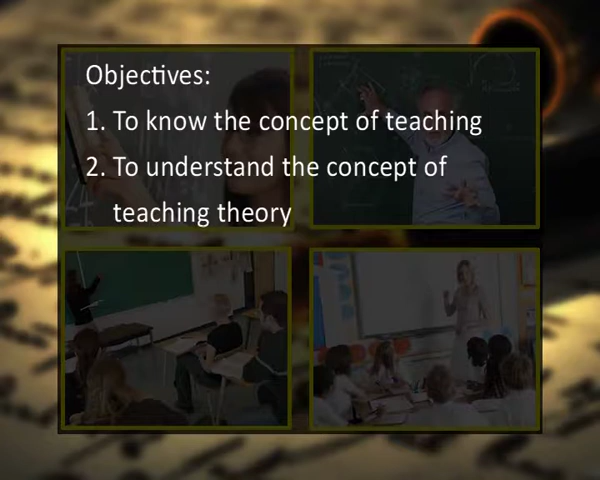 Objectives:
1. To know the concept of teaching
2. To understand the concept of
teaching theory